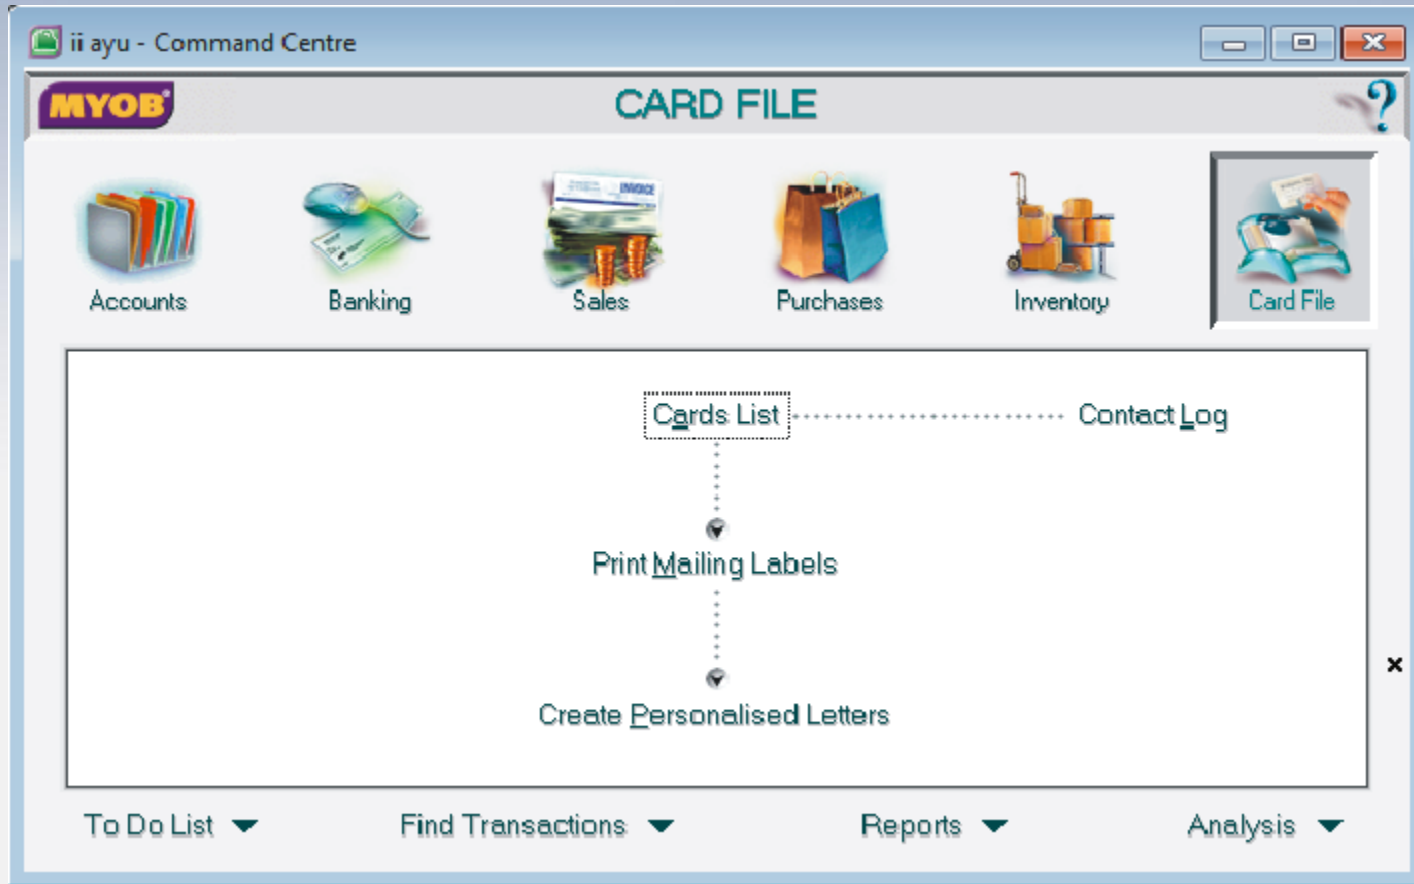 ii ayu - Command Centre
MYOB
CARD FILE
?
INVOICE
Accounts
Banking
Sales
Purchases
Inventory
Card File
Cards List
Contact Log
Print Mailing Labels
Create Personalised Letters
To Do List
Find Transactions
Reports
Analysis